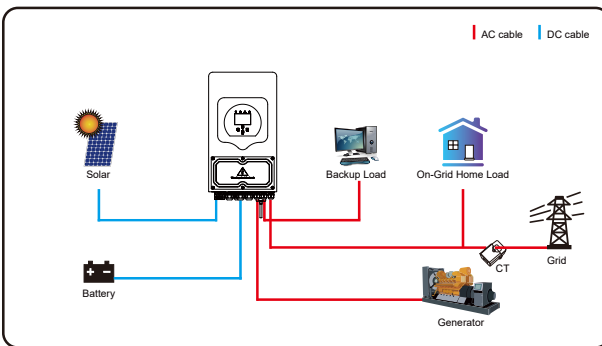 AC cable
DC cable
Solar
Backup Load
On-Grid Home Load
CT
Grid
Battery
Generator